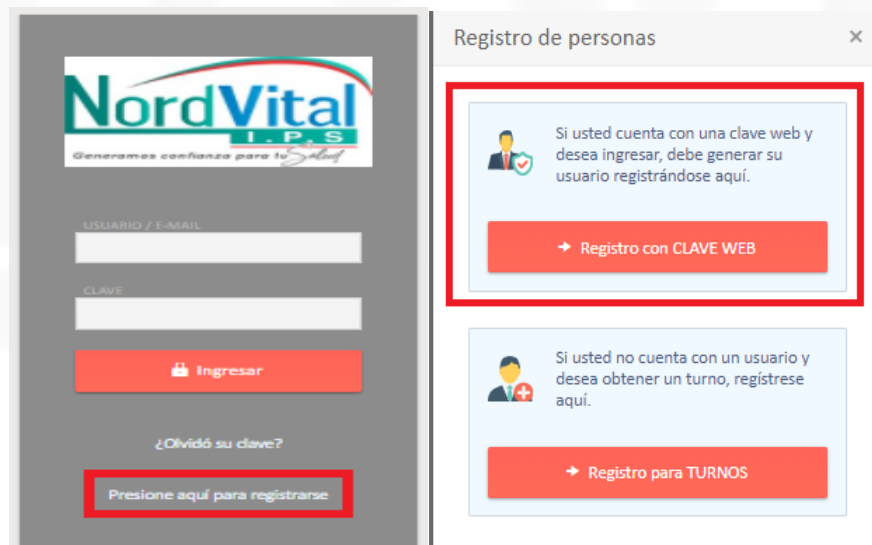 NordVital
I.P.S
Generamos confianza para tu Salud
USUARIO / E-MAIL
CLAVE
Ingresar
¿Olvidó su clave?
Presione aquí para registrarse
Registro de personas
×
Si usted cuenta con una clave web y
desea ingresar, debe generar su
usuario registrándose aquí.
Registro con CLAVE WEB
Si usted no cuenta con un usuario y
desea obtener un turno, regístrese
aquí.
Registro para TURNOS